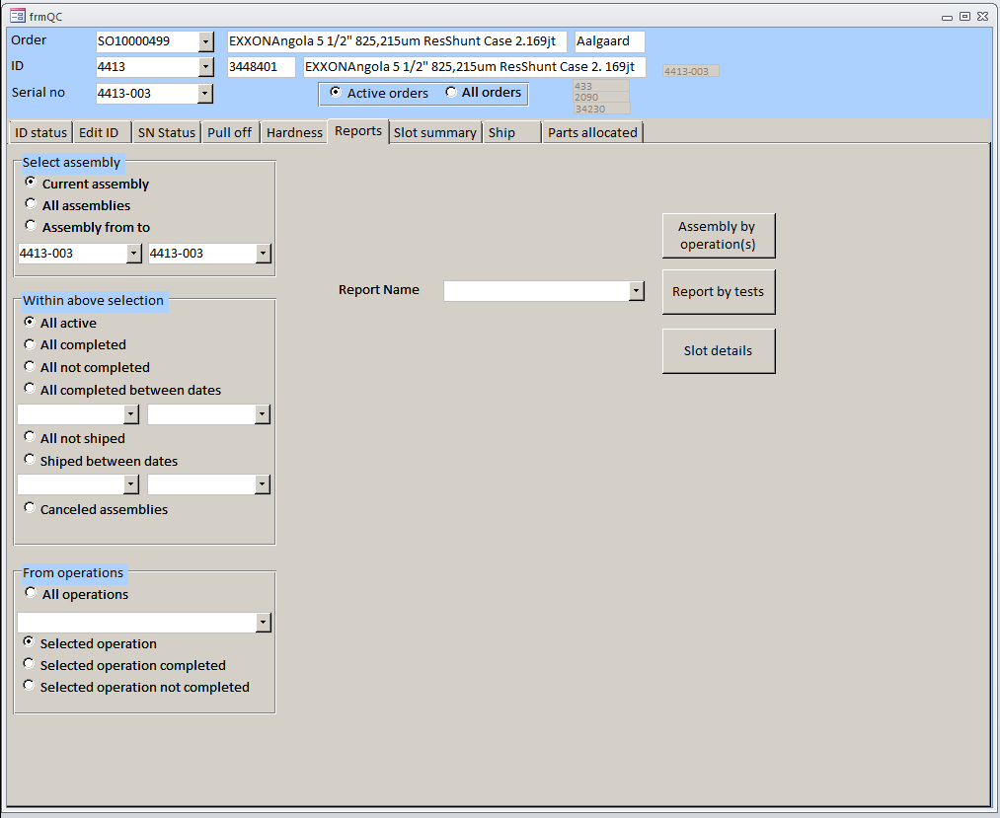 frmQC
Order SO10000499 EXXONAngola 5 1/2" 825,215um ResShunt Case 2.169jt Aalgaard
ID 4413 3448401 EXXONAngola 5 1/2" 825,215um ResShunt Case 2. 169jt 4413-003
Serial no 4413-003 Active orders All orders 433
2090
34230
ID status Edit ID SN Status Pull off Hardness Reports Slot summary Ship Parts allocated
Select assembly
Current assembly
All assemblies
Assembly from to
4413-003 4413-003
Within above selection
All active
All completed
All not completed
All completed between dates
All not shiped
Shiped between dates
Canceled assemblies
From operations
All operations
Selected operation
Selected operation completed
Selected operation not completed
Report Name
Assembly by
operation(s)
Report by tests
Slot details